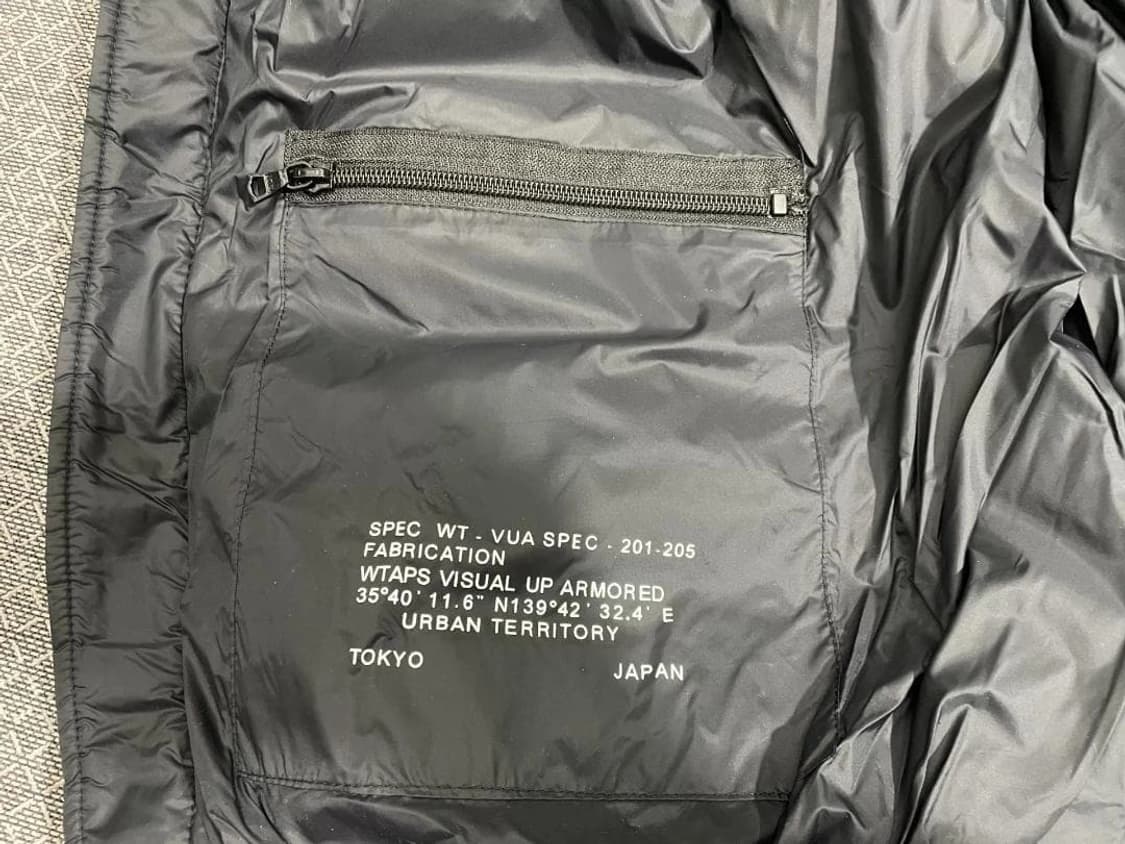 SPEC WT - VUA SPEC - 201-205
FABRICATION
WTAPS VISUAL UP ARMORED
35°40' 11.6" N139°42' 32.4' E
URBAN TERRITORY
TOKYO JAPAN